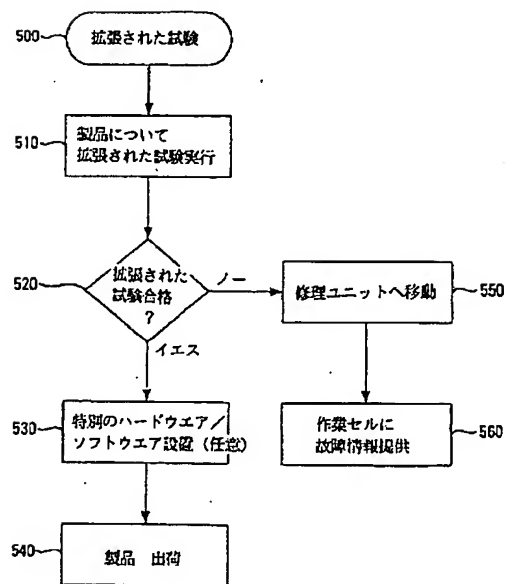 500
拡張された試験
510
製品について
拡張された試験実行
520
拡張された
試験合格
？
ノー
イエス
修理ユニットへ移動
550
530
特別のハードウエア／
ソフトウエア設置（任意）
作業セルに
故障情報提供
560
540
製品 出荷